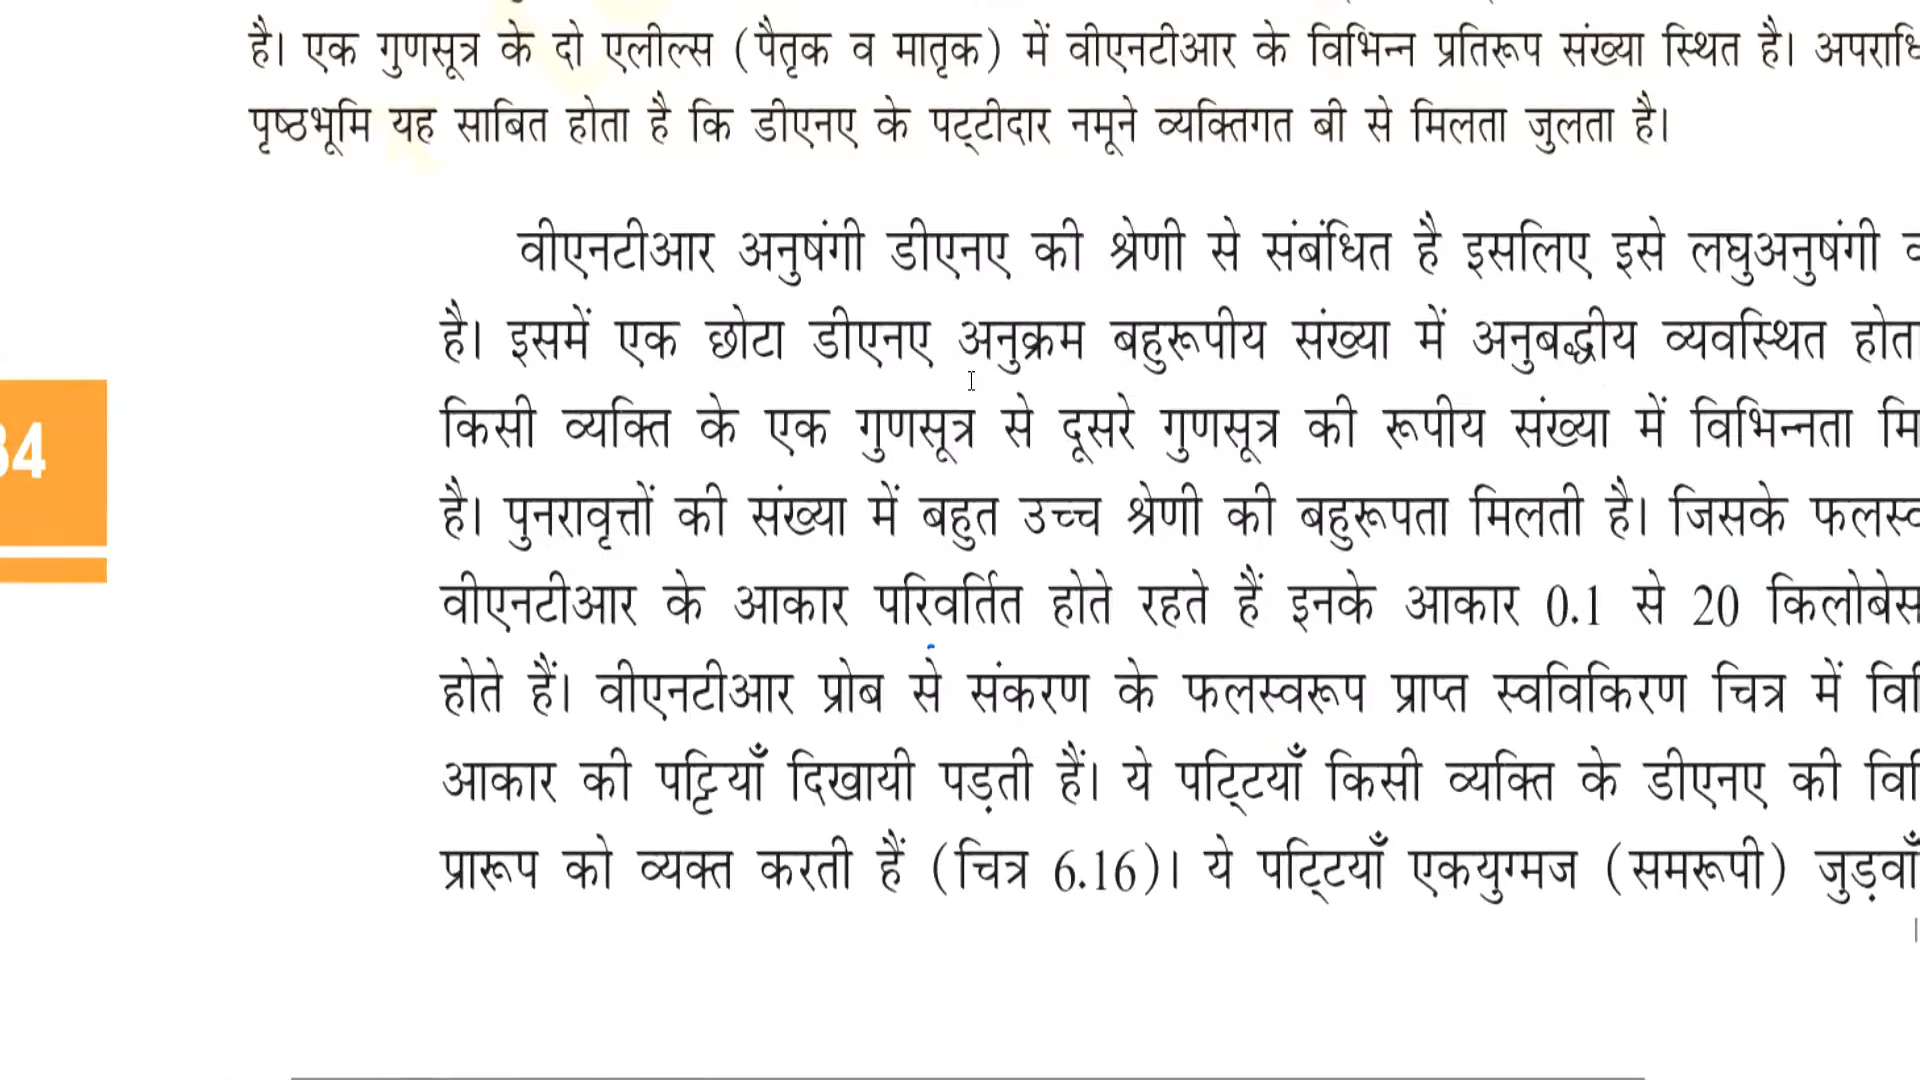 है। एक गुणसूत्र के दो एलील्स (पैतृक व मातृक) में वीएनटीआर के विभिन्न प्रतिरूप संख्या स्थित है।
पृष्ठभूमि यह साबित होता है कि डीएनए के पट्टीदार नमूने व्यक्तिगत बी से मिलता जुलता है।
वीएनटीआर अनुषंगी डीएनए की श्रेणी से संबंधित है इसलिए इसे लघुअनुषंगी
है। इसमें एक छोटा डीएनए अनुक्रम बहुरूपीय संख्या में अनुबद्धीय व्यवस्थित
किसी व्यक्ति के एक गुणसूत्र से दूसरे गुणसूत्र की रूपीय संख्या में विभिन्नता
34
है। पुनरावृत्तों की संख्या में बहुत उच्च श्रेणी की बहुरूपता मिलती है। जिसके
वीएनटीआर के आकार परिवर्तित होते रहते हैं इनके आकार 0.1 से 20 किलोबेस
होते हैं। वीएनटीआर प्रोब से संकरण के फलस्वरूप प्राप्त स्वविकिरण चित्र में
आकार की पट्टियाँ दिखायी पड़ती हैं। ये पट्टियाँ किसी व्यक्ति के डीएनए की
प्रारूप को व्यक्त करती हैं (चित्र 6.16)। ये पट्टियाँ एकयुग्मज (समरूपी) जुड़वाँ